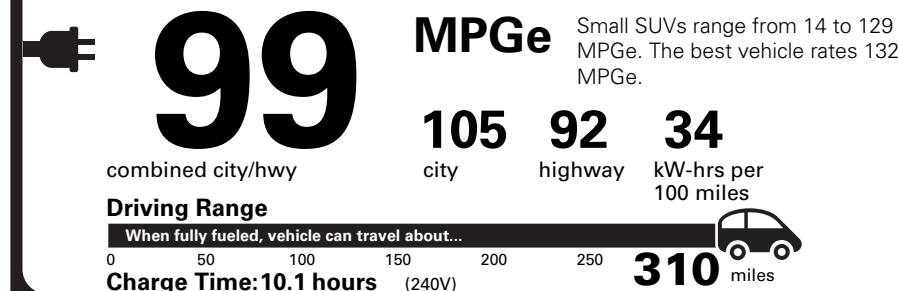 99
combined city/hwy
MPGe
Small SUVs range from 14 to 129
MPGe. The best vehicle rates 132
MPGe.
105 92 34
city highway kW-hrs per
100 miles
Driving Range
When fully fueled, vehicle can travel about...
0 50 100 150 200 250 310 miles
Charge Time:10.1 hours (240V)